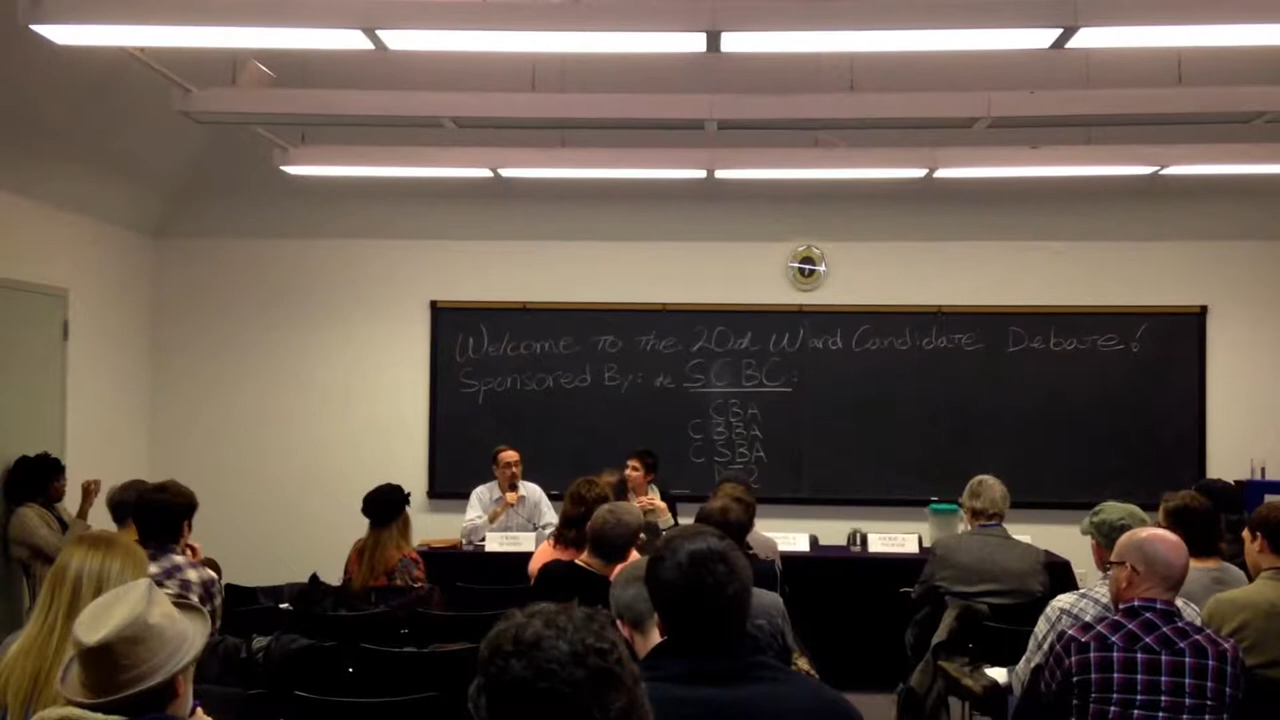 Welcome To the 20th Ward Candidate Debate!
Sponsored By: the SCBC:
CBA
CBBA
CSBA